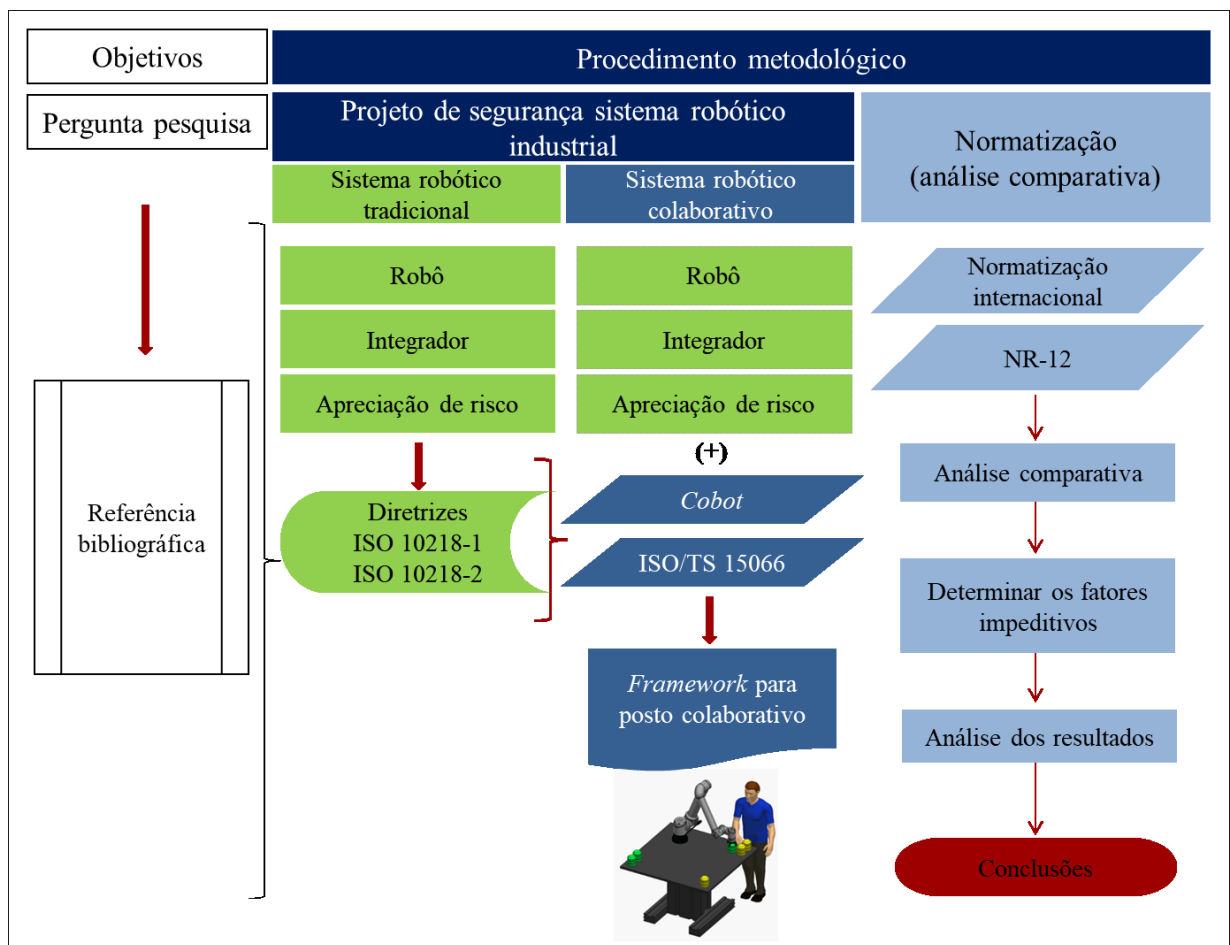 Objetivos
Procedimento metodológico
Pergunta pesquisa
Projeto de segurança sistema robótico
industrial
Normatização
(análise comparativa)
Sistema robótico
tradicional
Sistema robótico
colaborativo
Referência
bibliográfica
Robô
Integrador
Apreciação de risco
Diretrizes
ISO 10218-1
ISO 10218-2
Robô
Integrador
Apreciação de risco
(+)
Cobot
ISO/TS 15066
Framework para
posto colaborativo
Normatização
internacional
NR-12
Análise comparativa
Determinar os fatores
impeditivos
Análise dos resultados
Conclusões